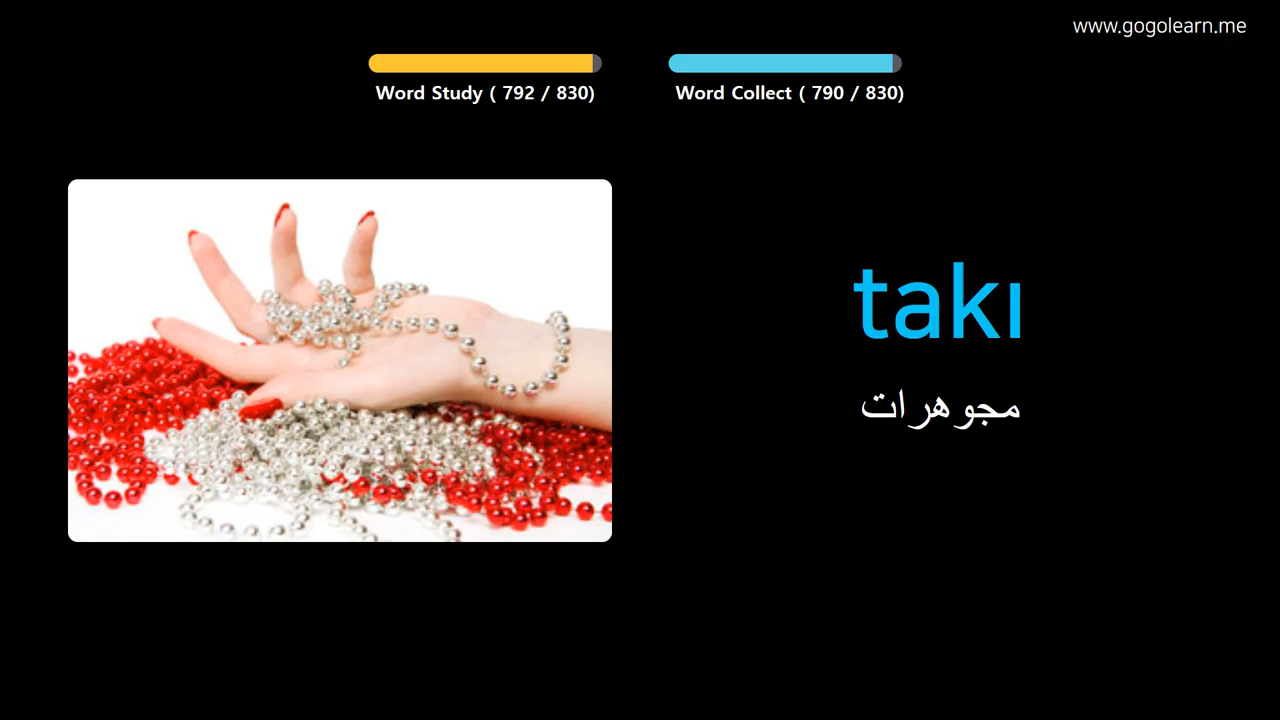 www.gogolearn.me
Word Study ( 792 / 830)
Word Collect ( 790 / 830)
takı
مجوهرات